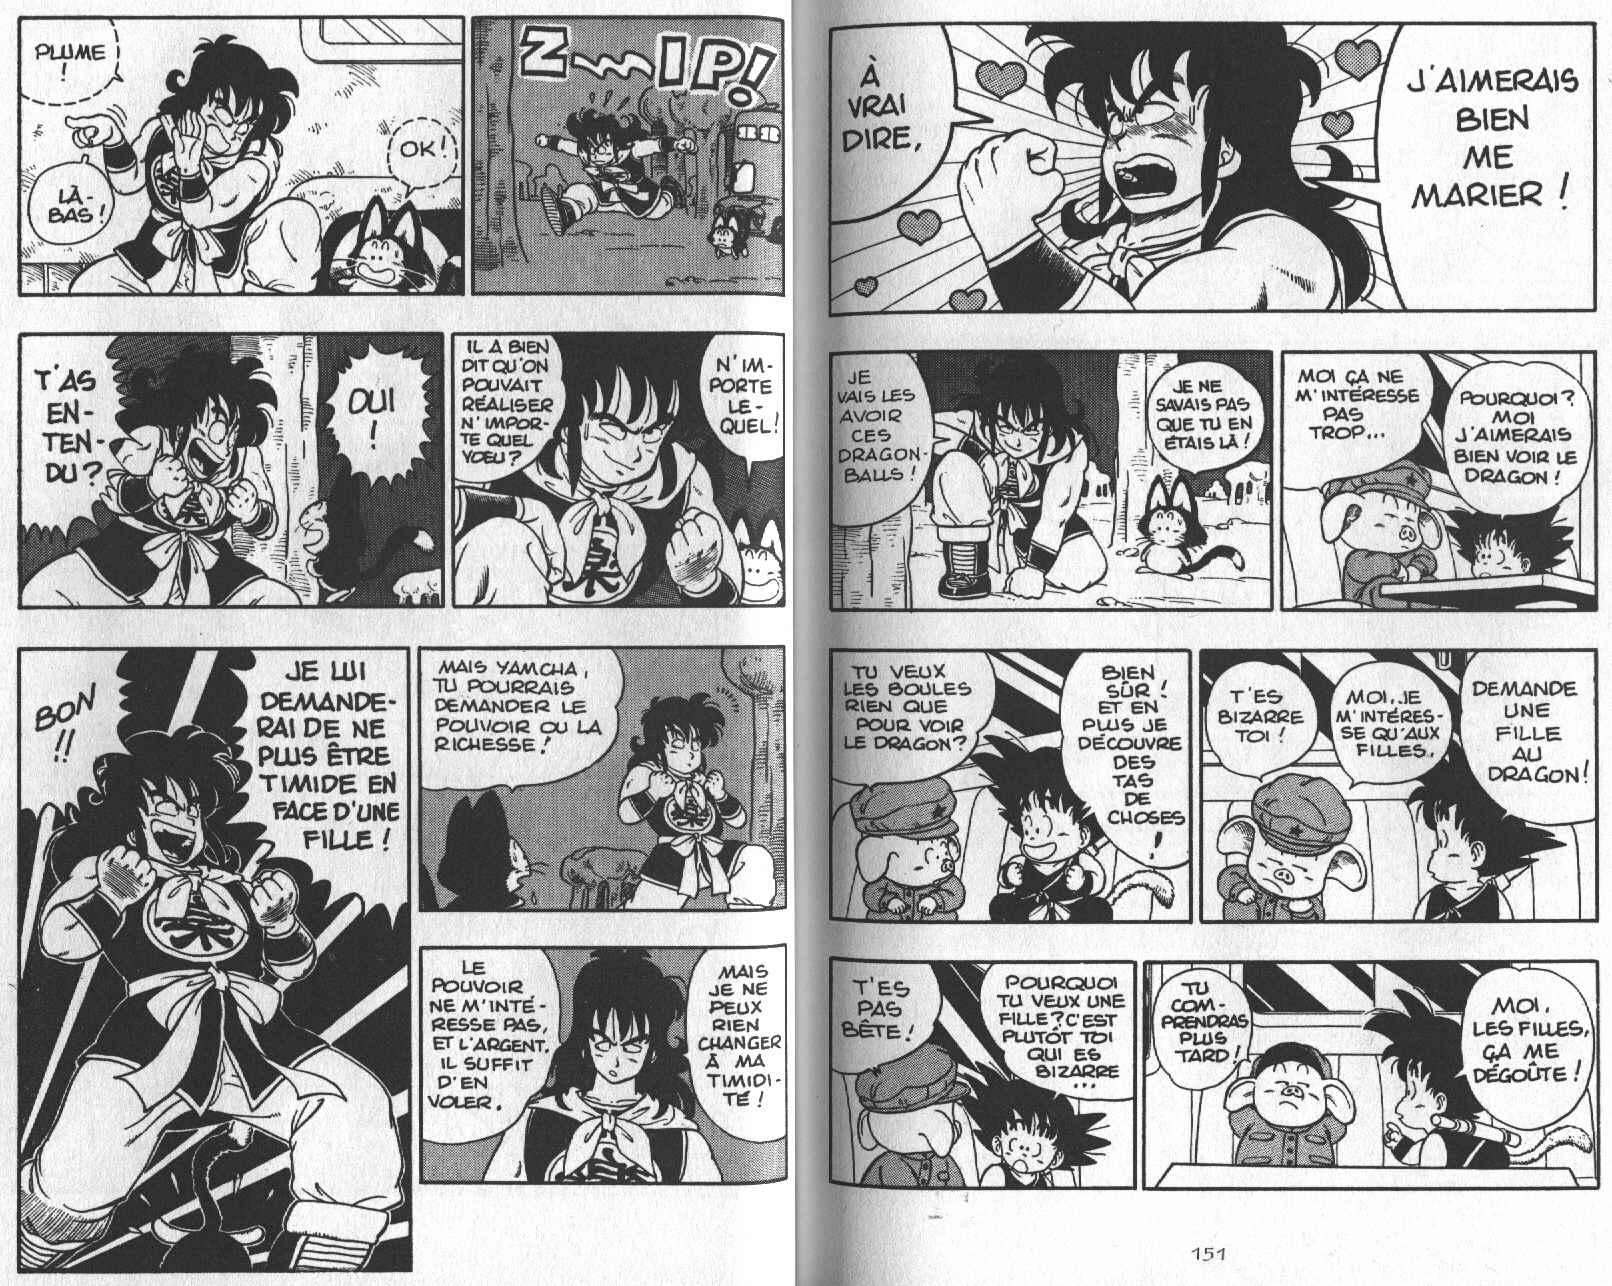 PLUME
!
LÀ-
BAS !
OK !
Z~IP!
T'AS
EN-
TEN-
DU ?
OUI
!
IL A BIEN
DIT QU'ON
POUVAIT
RÉALISER
N'IMPOR-
TE QUEL
VOEU ?
N'IM-
PORTE
LE-
QUEL !
BON
!!
JE LUI
DEMANDE-
RAI DE NE
PLUS ÊTRE
TIMIDE EN
FACE D'UNE
FILLE !
MAIS YAMCHA,
TU POURRAIS
DEMANDER LE
POUVOIR OU LA
RICHESSE !
LE
POUVOIR
NE M'INTÉ-
RESSE PAS,
ET L'ARGENT,
IL SUFFIT
D'EN
VOLER.
MAIS
JE NE
PEUX
RIEN
CHANGER
À MA
TIMIDI-
TÉ !
À
VRAI
DIRE,
J'AIMERAIS
BIEN
ME
MARIER !
JE
VAIS LES
AVOIR
CES
DRAGON-
BALLS !
JE NE
SAVAIS PAS
QUE TU EN
ÉTAIS LÀ !
MOI ÇA NE
M'INTÉRESSE
PAS
TROP...
POURQUOI ?
MOI
J'AIMERAIS
BIEN VOIR LE
DRAGON !
TU VEUX
LES BOULES
RIEN QUE
POUR VOIR
LE DRAGON ?
BIEN
SÛR !
ET EN
PLUS JE
DÉCOUVRE
DES
TAS
DE
CHOSES
!
T'ES
BIZARRE
TOI !
MOI, JE
M'INTÉRES-
SE QU'AUX
FILLES.
DEMANDE
UNE
FILLE
AU
DRAGON !
T'ES
PAS
BÊTE !
POURQUOI
TU VEUX UNE
FILLE ? C'EST
PLUTÔT TOI
QUI ES
BIZARRE
...
TU
COM-
PRENDRAS
PLUS
TARD !
MOI,
LES FILLES,
ÇA ME
DÉGOÛTE !
151